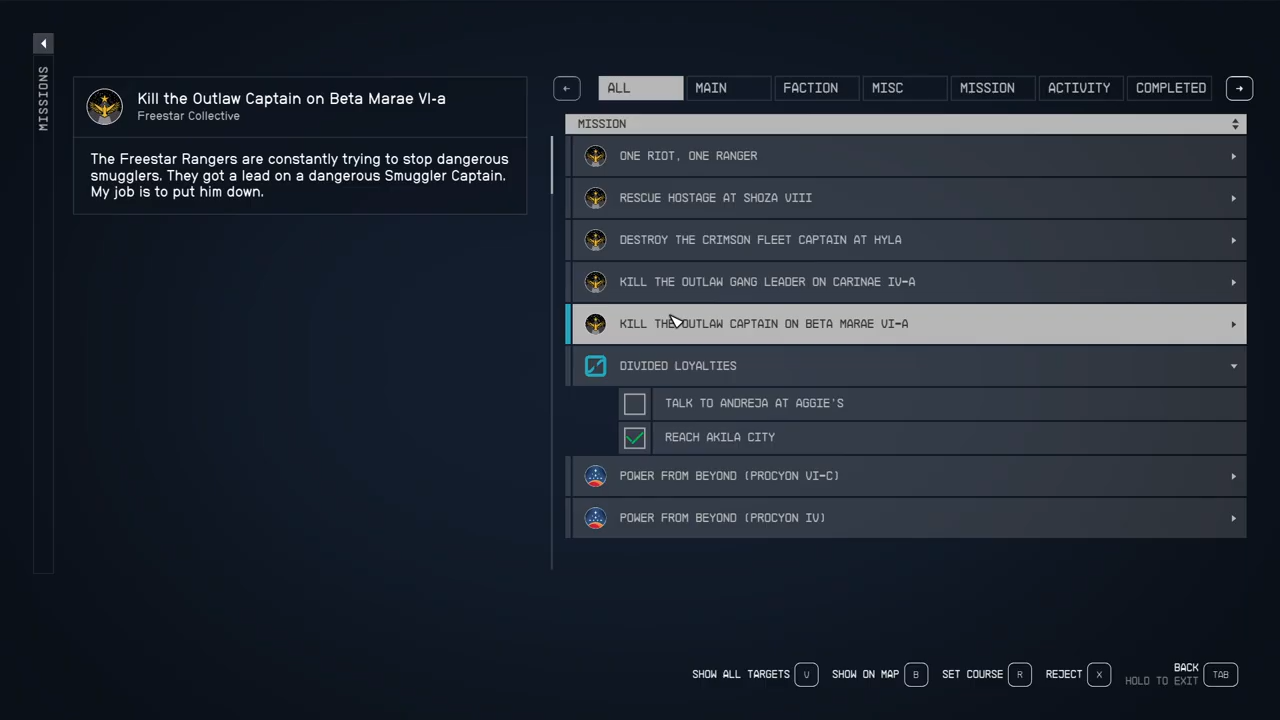 MISSIONS
Kill the Outlaw Captain on Beta Marae VI-a
Freestar Collective
The Freestar Rangers are constantly trying to stop dangerous
smugglers. They got a lead on a dangerous Smuggler Captain.
My job is to put him down.
ALL MAIN FACTION MISC MISSION ACTIVITY COMPLETED
MISSION
ONE RIOT, ONE RANGER
RESCUE HOSTAGE AT SHOZA VIII
DESTROY THE CRIMSON FLEET CAPTAIN AT HYLA
KILL THE OUTLAW GANG LEADER ON CARINAE IV-A
KILL THE OUTLAW CAPTAIN ON BETA MARAE VI-A
DIVIDED LOYALTIES
TALK TO ANDREJA AT AGGIE'S
REACH AKILA CITY
POWER FROM BEYOND (PROCYON VI-C)
POWER FROM BEYOND (PROCYON IV)
SHOW ALL TARGETS V SHOW ON MAP B SET COURSE R REJECT X BACK TAB
HOLD TO EXIT